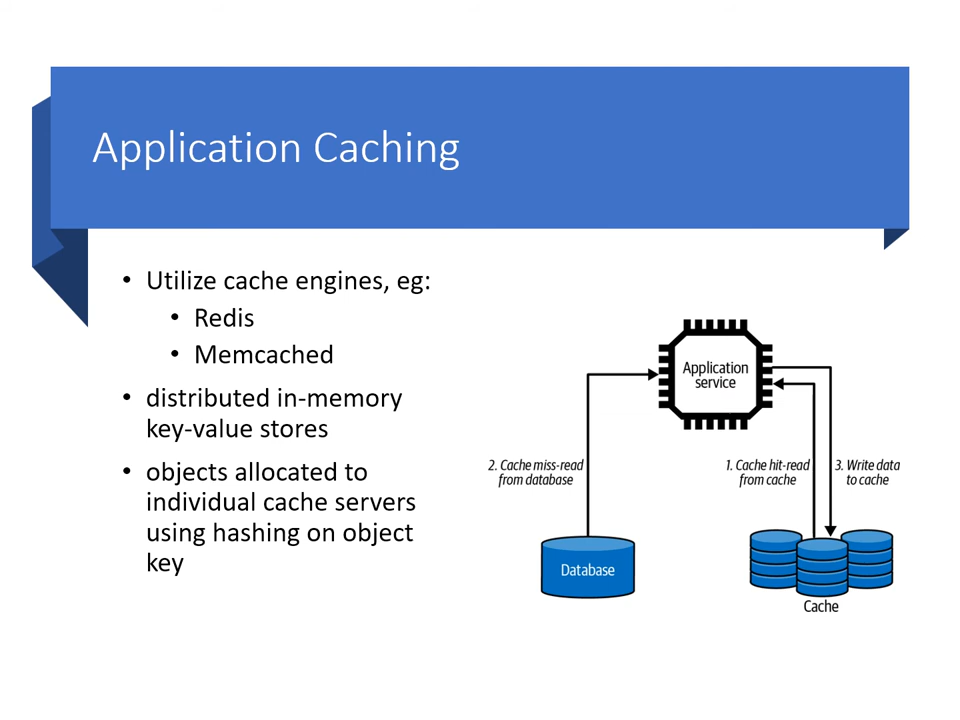 Application Caching
• Utilize cache engines, eg:
• Redis
• Memcached
• distributed in-memory
key-value stores
• objects allocated to
individual cache servers
using hashing on object
key
Application
service
2. Cache miss-read
from database
1. Cache hit-read
from cache
3. Write data
to cache
Database
Cache